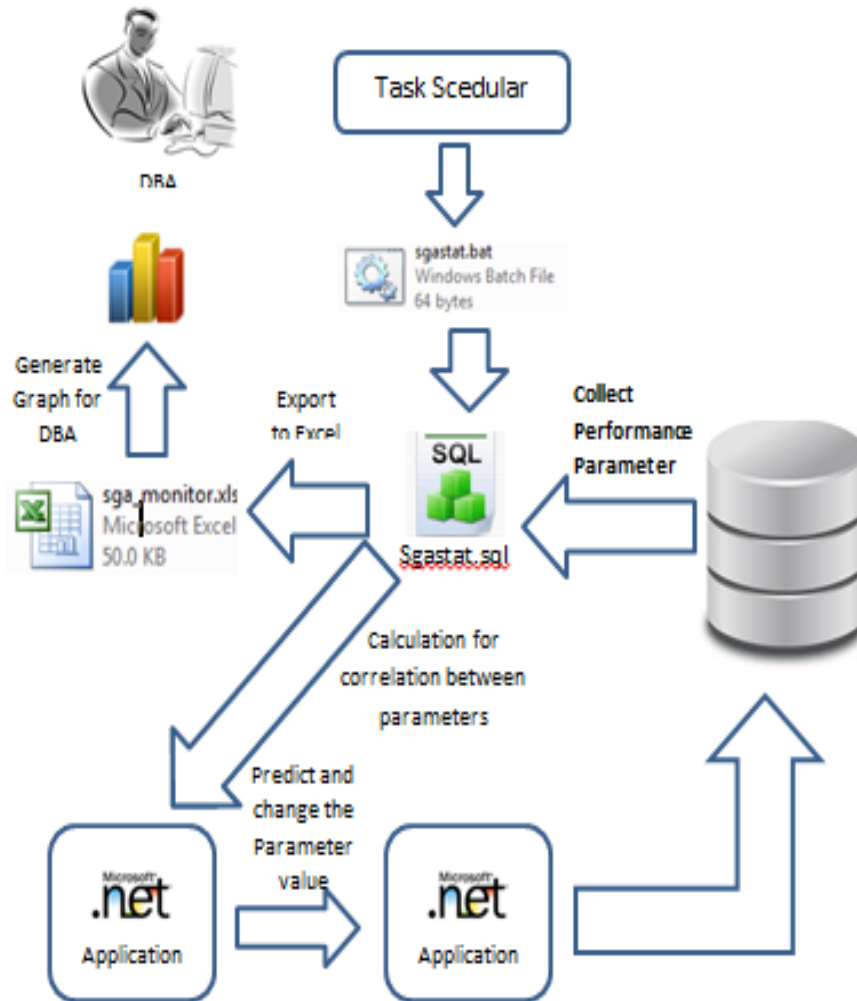 Task Scedular
DBA
sgastat.bat
Windows Batch File
64 bytes
Generate
Graph for
DBA
Export
to Excel
Collect
Performance
Parameter
SQL
Sgastat.sql
sga_monitor.xls
Microsoft Excel
50.0 KB
Calculation for
correlation between
parameters
Predict and
change the
Parameter
value
Microsoft
.net
Application
Microsoft
.net
Application